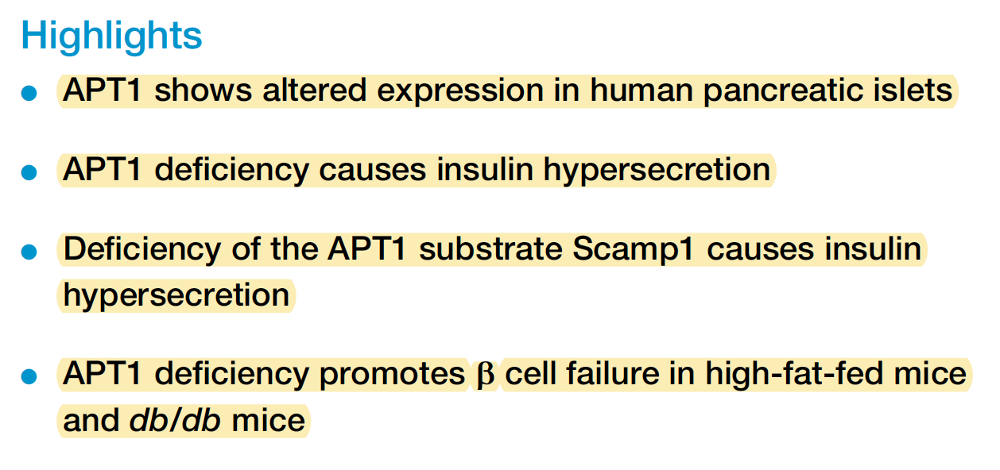 Highlights
● APT1 shows altered expression in human pancreatic islets
● APT1 deficiency causes insulin hypersecretion
● Deficiency of the APT1 substrate Scamp1 causes insulin
hypersecretion
● APT1 deficiency promotes β cell failure in high-fat-fed mice
and db/db mice